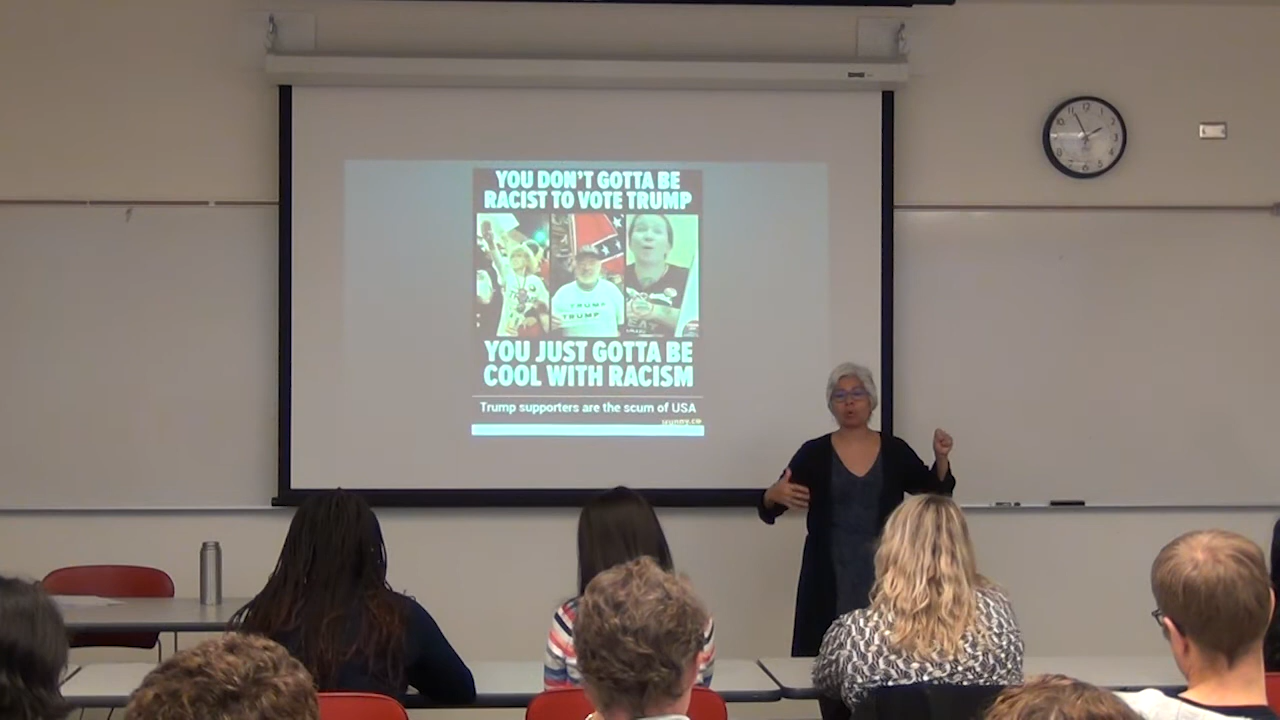 YOU DON'T GOTTA BE
RACIST TO VOTE TRUMP
TRUMP
TRUMP
YOU JUST GOTTA BE
COOL WITH RACISM
Trump supporters are the scum of USA